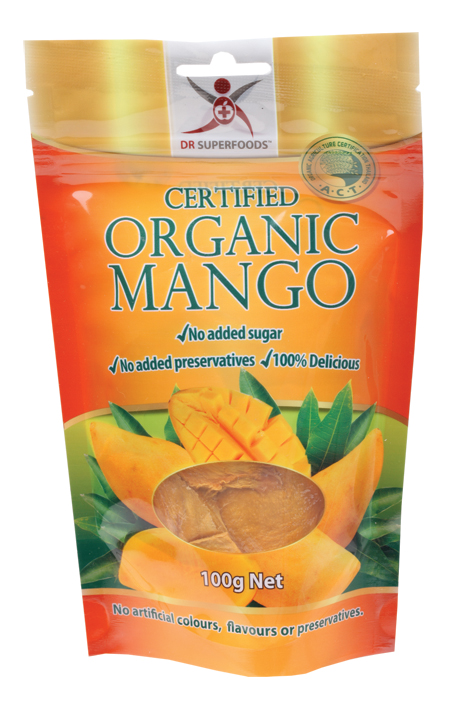 DR SUPERFOODS™
A.C.T.
CERTIFIED
ORGANIC
MANGO
✓No added sugar
✓No added preservatives ✓100% Delicious
100g Net
No artificial colours, flavours or preservatives.